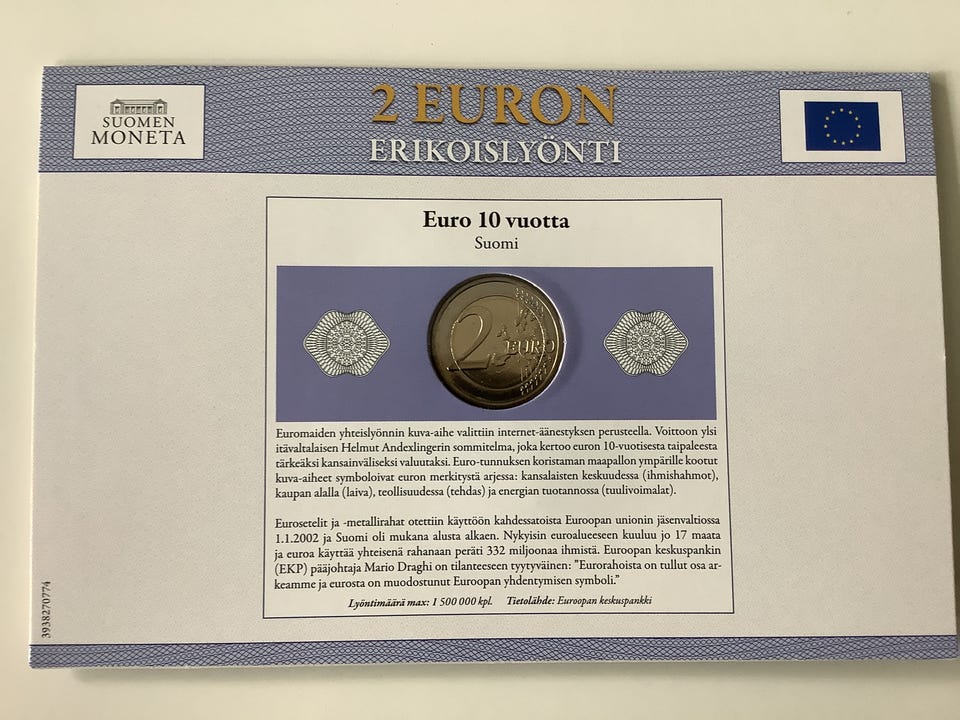 SUOMEN
MONETA
2 EURON
ERIKOISLYÖNTI
Euro 10 vuotta
Suomi
2 EURO
Euromaiden yhteislyönnin kuva-aihe valittiin internet-äänestyksen perusteella. Voittoon ylsi
itävaltalaisen Helmut Andexlingerin sommitelma, joka kertoo euron 10-vuotisesta taipaleesta
tärkeäksi kansainväliseksi valuutaksi. Euro-tunnuksen koristaman maapallon ympärille kootut
kuva-aiheet symboloivat euron merkitystä arjessa: kansalaisten keskuudessa (ihmishahmot),
kaupan alalla (laiva), teollisuudessa (tehdas) ja energian tuotannossa (tuulivoimalat).
Eurosetelit ja -metallirahat otettiin käyttöön kahdessatoista Euroopan unionin jäsenvaltiossa
1.1.2002 ja Suomi oli mukana alusta alkaen. Nykyisin euroalueeseen kuuluu jo 17 maata
ja euroa käyttää yhteisenä rahanaan peräti 332 miljoonaa ihmistä. Euroopan keskuspankin
(EKP) pääjohtaja Mario Draghi on tilanteeseen tyytyväinen: "Eurorahoista on tullut osa ar-
keamme ja eurosta on muodostunut Euroopan yhdentymisen symboli."
Lyöntimäärä max: 1 500 000 kpl. Tietolähde: Euroopan keskuspankki
3938270774